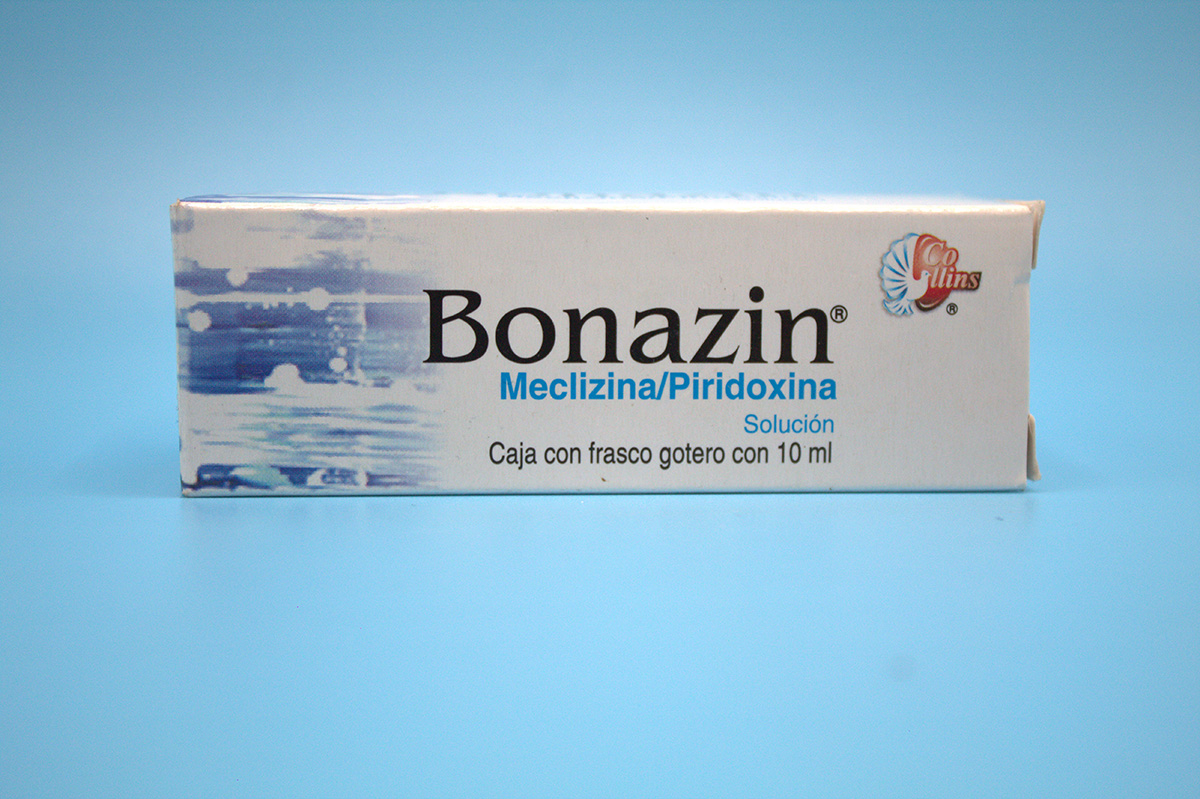 Bonazin®
Meclizina/Piridoxina
Solución
Caja con frasco gotero con 10 ml
Collins
®